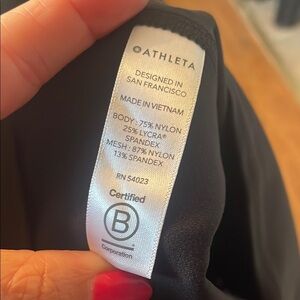 ATHLETA
DESIGNED IN
SAN FRANCISCO
MADE IN VIETNAM
BODY : 75% NYLON
25% LYCRA®
SPANDEX
MESH : 87% NYLON
13% SPANDEX
RN 54023
Certified
B
Corporation